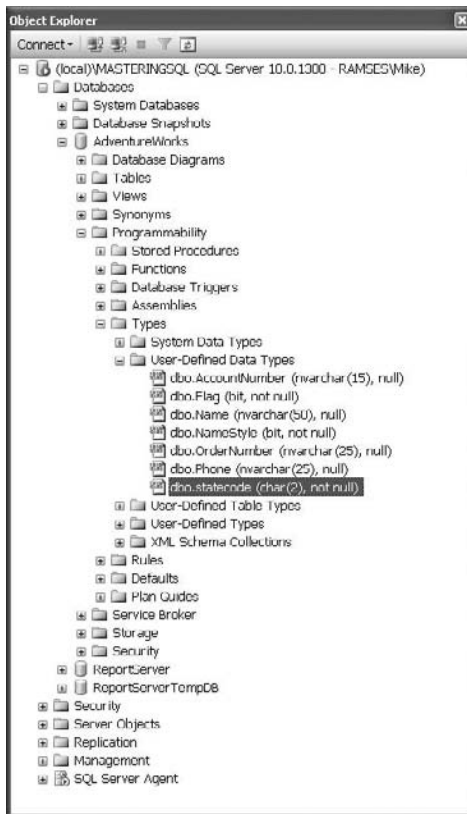 Object Explorer
Connect
(local)\MASTERINGSQL (SQL Server 10.0.1300 - RAMSES\Mike)
Databases
System Databases
Database Snapshots
AdventureWorks
Database Diagrams
Tables
Views
Synonyms
Programmability
Stored Procedures
Functions
Database Triggers
Assemblies
Types
System Data Types
User-Defined Data Types
dbo.AccountNumber (nvarchar(15), null)
dbo.Flag (bit, not null)
dbo.Name (nvarchar(50), null)
dbo.NameStyle (bit, not null)
dbo.OrderNumber (nvarchar(25), null)
dbo.Phone (nvarchar(25), null)
dbo.statecode (char(2), not null)
User-Defined Table Types
User-Defined Types
XML Schema Collections
Rules
Defaults
Plan Guides
Service Broker
Storage
Security
ReportServer
ReportServerTempDB
Security
Server Objects
Replication
Management
SQL Server Agent